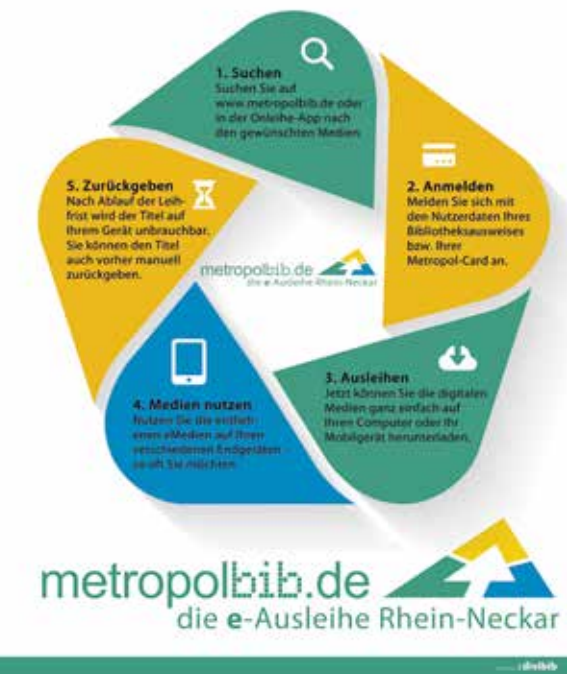 1. Suchen
Suchen Sie auf
www.metropolbib.de oder
in der Onleihe-App nach
den gewünschten Medien
2. Anmelden
Melden Sie sich mit
den Nutzerdaten Ihres
Bibliotheksausweises
bzw. Ihrer
Metropol-Card an.
3. Ausleihen
Jetzt können Sie die digitalen
Medien ganz einfach auf
Ihren Computer oder Ihr
Mobilgerät herunterladen.
4. Medien nutzen
Nutzen Sie die entlieh-
enen eMedien auf Ihren
verschiedenen Endgeräten -
so oft Sie möchten.
5. Zurückgeben
Nach Ablauf der Leih-
frist wird der Titel auf
Ihrem Gerät unbrauchbar.
Sie können den Titel
auch vorher manuell
zurückgeben.
metropolbib.de
die e-Ausleihe Rhein-Neckar
metropolbib.de
die e-Ausleihe Rhein-Neckar
divibib